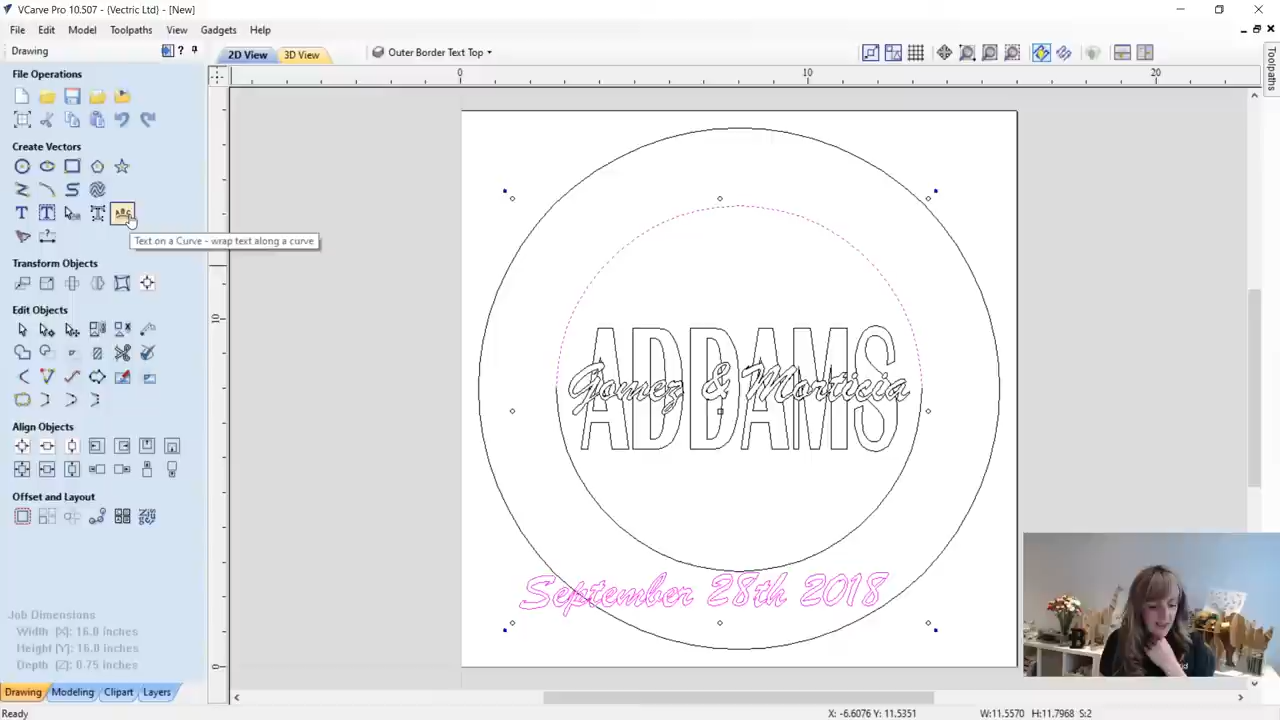 VCarve Pro 10.507 - {Vectric Ltd} - [New]
File Edit Model Toolpaths View Gadgets Help
Drawing
2D View 3D View Outer Border Text Top
File Operations
0 10 20
Create Vectors
Text on a Curve - wrap text along a curve
Transform Objects
Edit Objects
10
ADDAMS
Gomez & Morticia
Align Objects
Offset and Layout
September 28th 2018
Job Dimensions
Width [X]: 16.0 inches
Height [Y]: 16.0 inches
Depth [Z]: 0.75 inches
0
Drawing Modeling Clipart Layers
Toolpaths
Ready X: -6.6076 Y: 11.5351 W:11.5570 H:11.7968 S:2